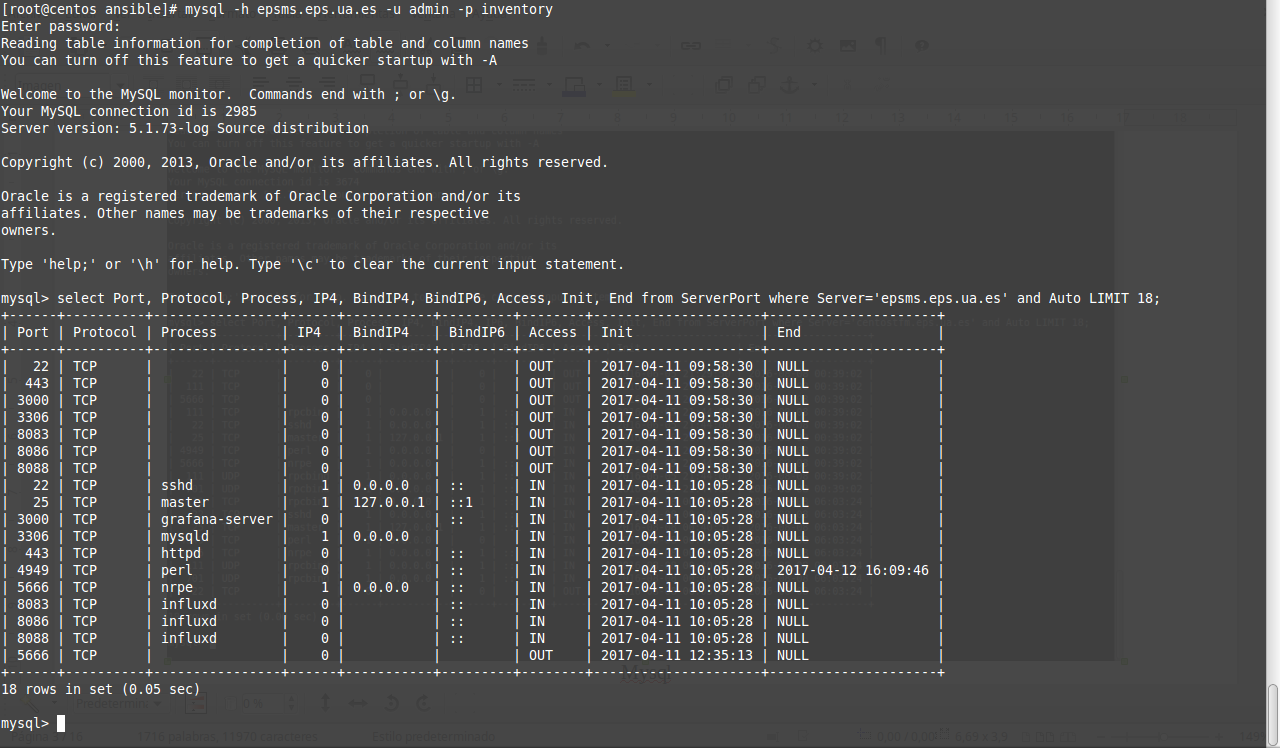 [root@centos ansible]# mysql -h epsms.eps.ua.es -u admin -p inventory
Enter password:
Reading table information for completion of table and column names
You can turn off this feature to get a quicker startup with -A

Welcome to the MySQL monitor.  Commands end with ; or \g.
Your MySQL connection id is 2985
Server version: 5.1.73-log Source distribution

Copyright (c) 2000, 2013, Oracle and/or its affiliates. All rights reserved.

Oracle is a registered trademark of Oracle Corporation and/or its
affiliates. Other names may be trademarks of their respective
owners.

Type 'help;' or '\h' for help. Type '\c' to clear the current input statement.

mysql> select Port, Protocol, Process, IP4, BindIP4, BindIP6, Access, Init, End from ServerPort where Server='epsms.eps.ua.es' and Auto LIMIT 18;
+------+----------+----------------+------+-----------+---------+--------+---------------------+---------------------+
| Port | Protocol | Process        | IP4  | BindIP4   | BindIP6 | Access | Init                | End                 |
+------+----------+----------------+------+-----------+---------+--------+---------------------+---------------------+
|   22 | TCP      |                |    0 |           |         | OUT    | 2017-04-11 09:58:30 | NULL                |
|  443 | TCP      |                |    0 |           |         | OUT    | 2017-04-11 09:58:30 | NULL                |
| 3000 | TCP      |                |    0 |           |         | OUT    | 2017-04-11 09:58:30 | NULL                |
| 3306 | TCP      |                |    0 |           |         | OUT    | 2017-04-11 09:58:30 | NULL                |
| 8083 | TCP      |                |    0 |           |         | OUT    | 2017-04-11 09:58:30 | NULL                |
| 8086 | TCP      |                |    0 |           |         | OUT    | 2017-04-11 09:58:30 | NULL                |
| 8088 | TCP      |                |    0 |           |         | OUT    | 2017-04-11 09:58:30 | NULL                |
|   22 | TCP      | sshd           |    1 | 0.0.0.0   | ::      | IN     | 2017-04-11 10:05:28 | NULL                |
|   25 | TCP      | master         |    1 | 127.0.0.1 | ::1     | IN     | 2017-04-11 10:05:28 | NULL                |
| 3000 | TCP      | grafana-server |    0 |           | ::      | IN     | 2017-04-11 10:05:28 | NULL                |
| 3306 | TCP      | mysqld         |    1 | 0.0.0.0   |         | IN     | 2017-04-11 10:05:28 | NULL                |
|  443 | TCP      | httpd          |    0 |           | ::      | IN     | 2017-04-11 10:05:28 | NULL                |
| 4949 | TCP      | perl           |    0 |           | ::      | IN     | 2017-04-11 10:05:28 | 2017-04-12 16:09:46 |
| 5666 | TCP      | nrpe           |    1 | 0.0.0.0   | ::      | IN     | 2017-04-11 10:05:28 | NULL                |
| 8083 | TCP      | influxd        |    0 |           | ::      | IN     | 2017-04-11 10:05:28 | NULL                |
| 8086 | TCP      | influxd        |    0 |           | ::      | IN     | 2017-04-11 10:05:28 | NULL                |
| 8088 | TCP      | influxd        |    0 |           | ::      | IN     | 2017-04-11 10:05:28 | NULL                |
| 5666 | TCP      |                |    0 |           |         | OUT    | 2017-04-11 12:35:13 | NULL                |
+------+----------+----------------+------+-----------+---------+--------+---------------------+---------------------+
18 rows in set (0.05 sec)

mysql>